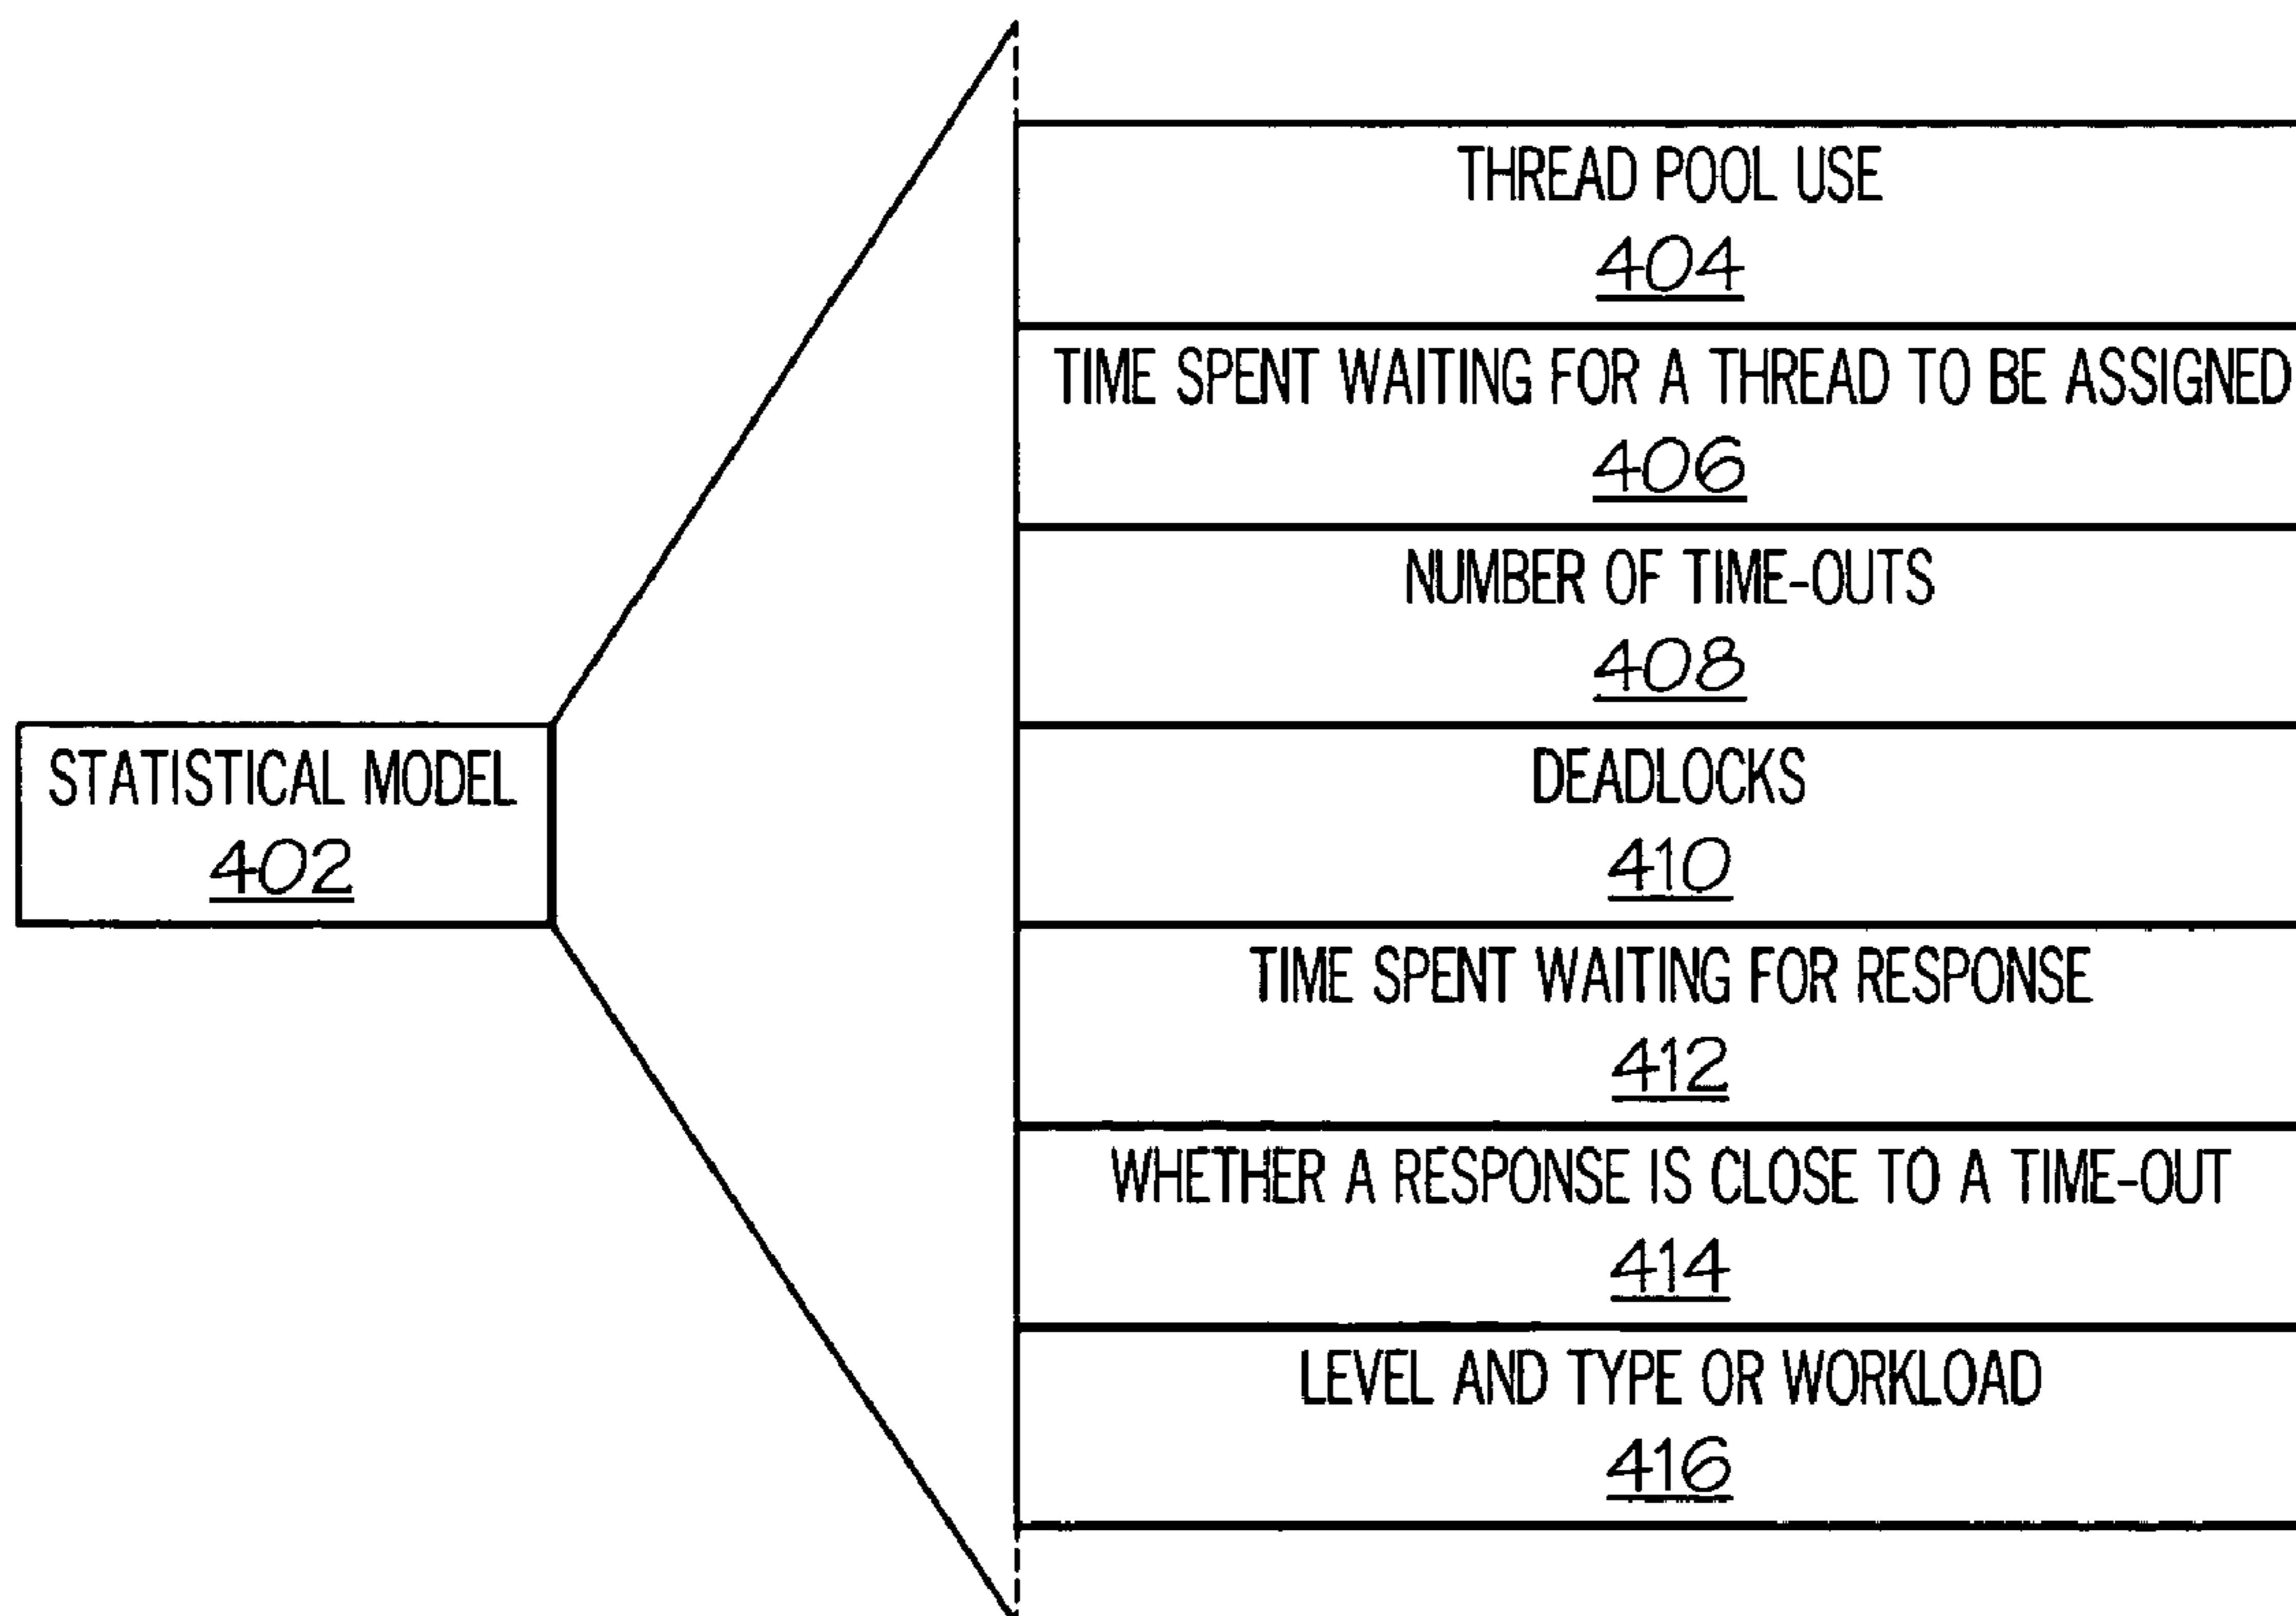 THREAD POOL USE
404
TIME SPENT WAITING FOR A THREAD TO BE ASSIGNED
406
NUMBER OF TIME-OUTS
408
STATISTICAL MODEL
402
DEADLOCKS
410
TIME SPENT WAITING FOR RESPONSE
412
WHETHER A RESPONSE IS CLOSE TO A TIME-OUT
414
LEVEL AND TYPE OR WORKLOAD
416